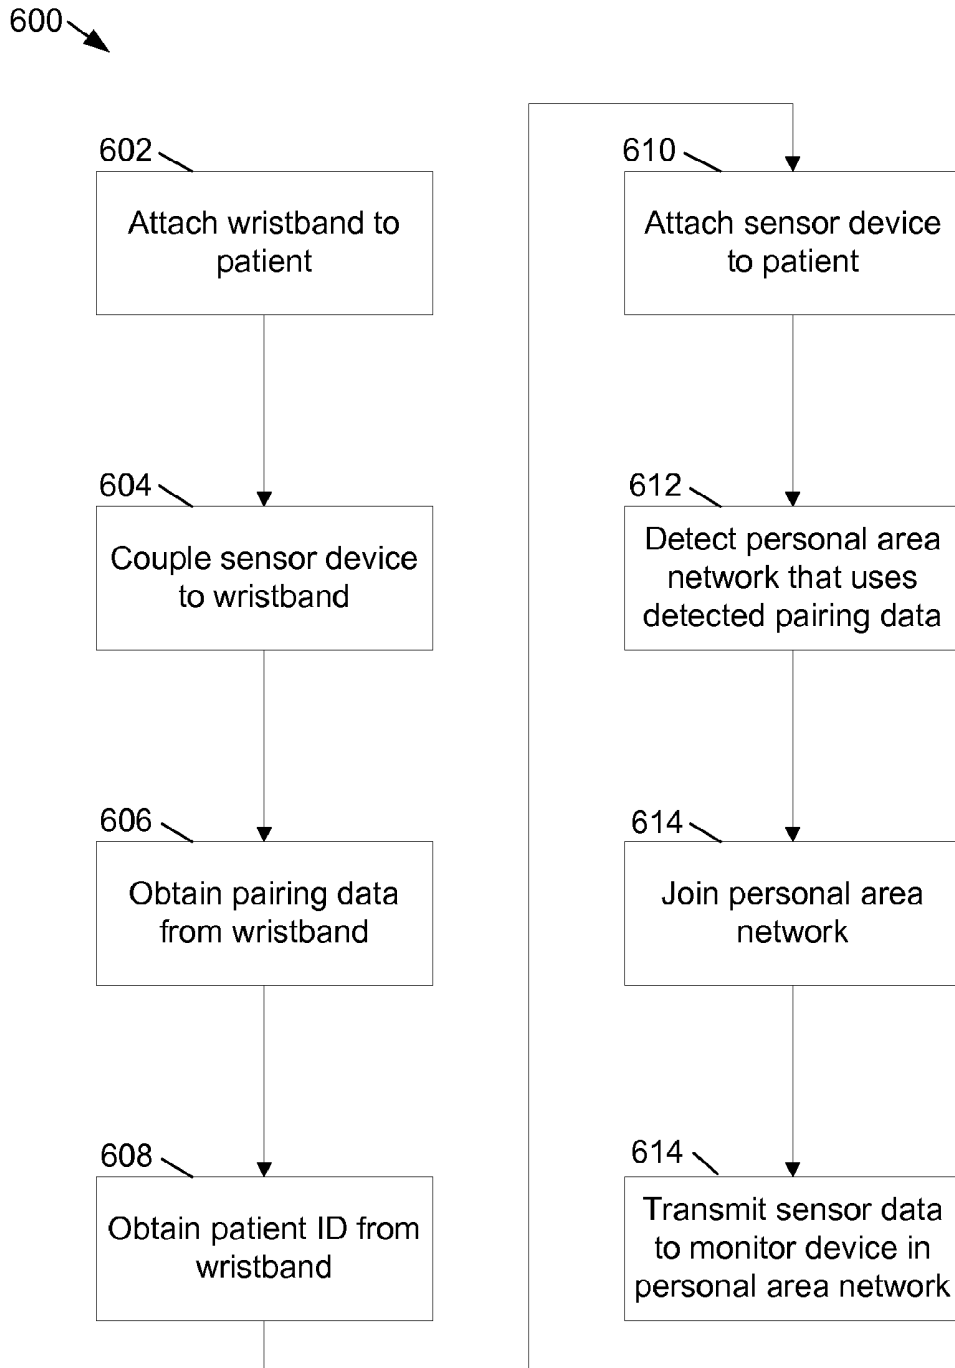 600
602
Attach wristband to
patient
604
Couple sensor device
to wristband
606
Obtain pairing data
from wristband
608
Obtain patient ID from
wristband
610
Attach sensor device
to patient
612
Detect personal area
network that uses
detected pairing data
614
Join personal area
network
614
Transmit sensor data
to monitor device in
personal area network